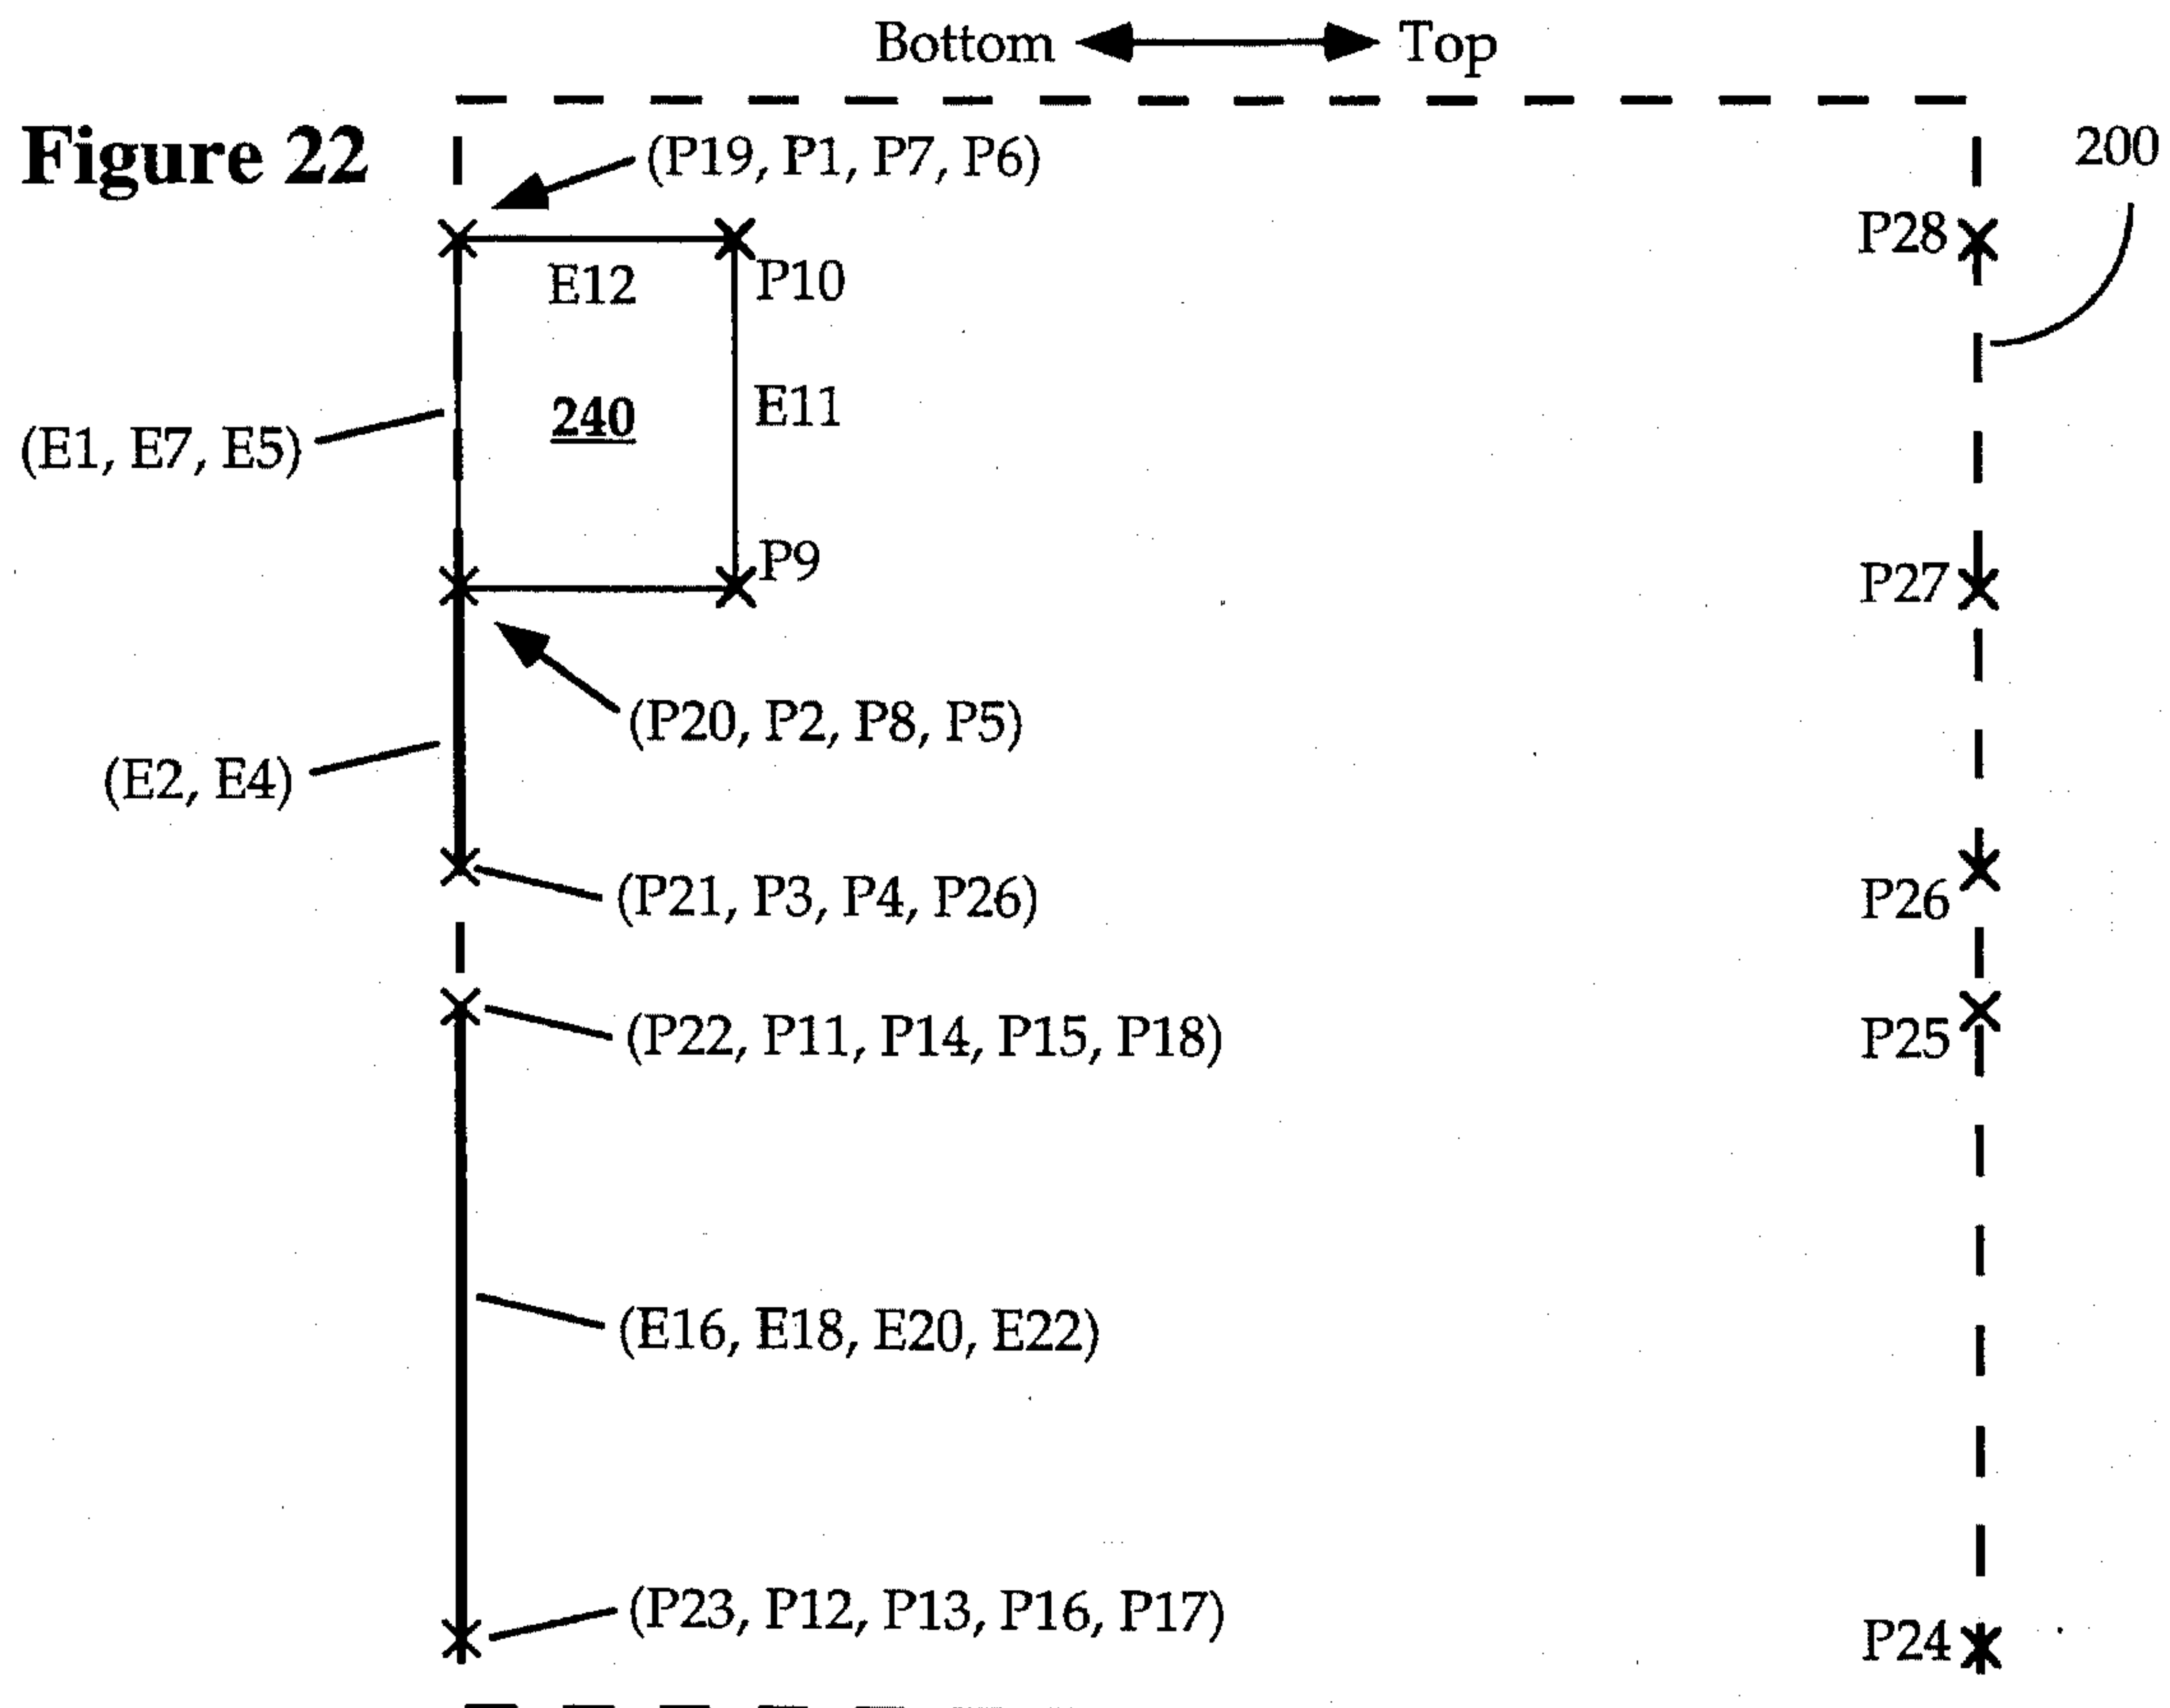 Bottom Top
Figure 22
(P19, P1, P7, P6)
200
P28
E12
P10
240
E11
(E1, E7, E5)
P9
P27
(P20, P2, P8, P5)
(E2, E4)
(P21, P3, P4, P26)
P26
(P22, P11, P14, P15, P18)
P25
(E16, E18, E20, E22)
(P23, P12, P13, P16, P17)
P24